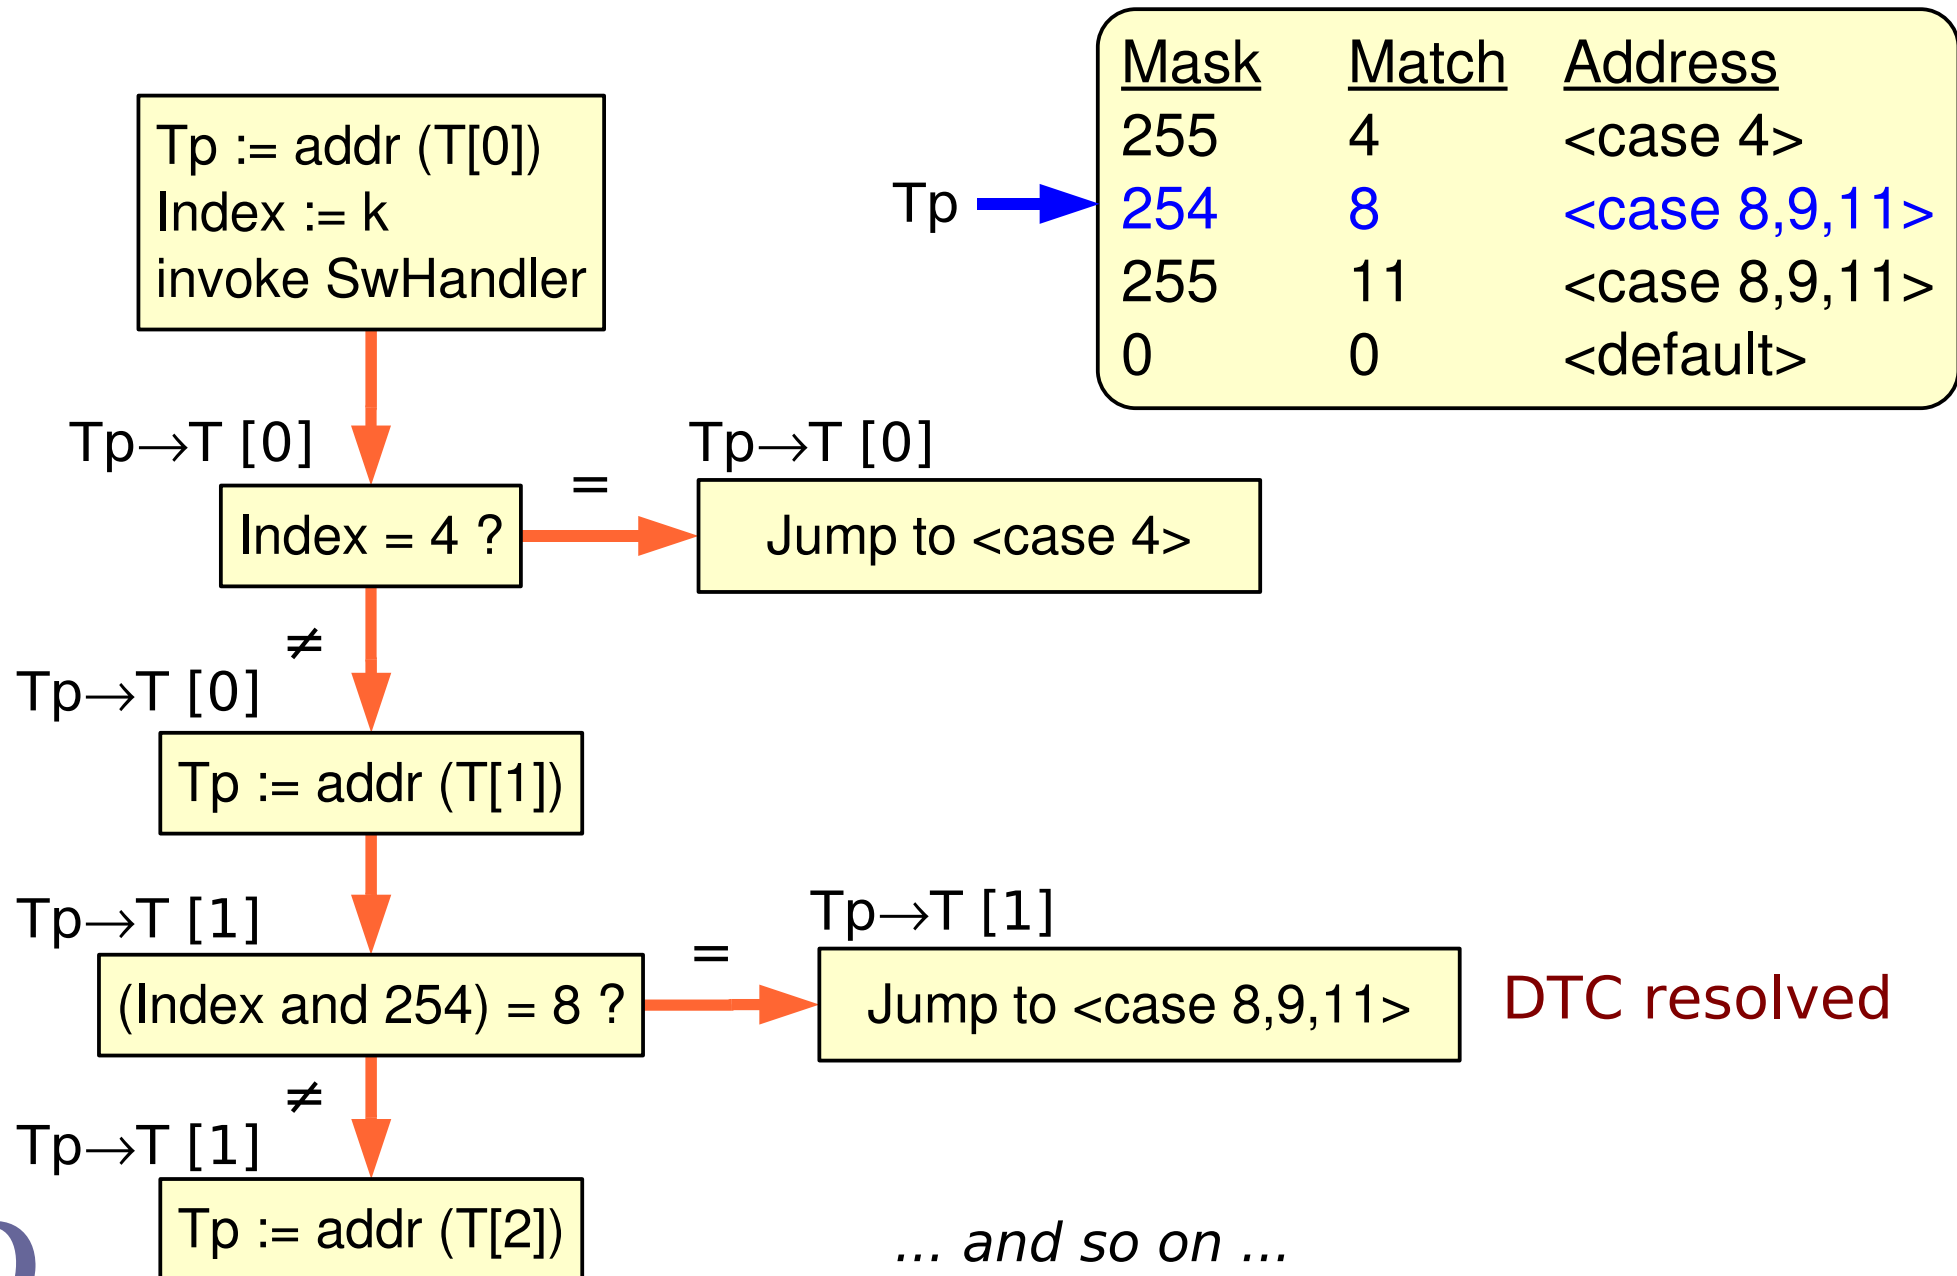 Mask Match Address
255 4 <case 4>
Tp 254 8 <case 8,9,11>
255 11 <case 8,9,11>
0 0 <default>
Tp := addr (T[0])
Index := k
invoke SwHandler
Tp→T [0]
Index = 4 ?
=
Tp→T [0]
Jump to <case 4>
≠
Tp→T [0]
Tp := addr (T[1])
Tp→T [1]
(Index and 254) = 8 ?
=
Tp→T [1]
Jump to <case 8,9,11>
DTC resolved
≠
Tp→T [1]
Tp := addr (T[2])
... and so on ...